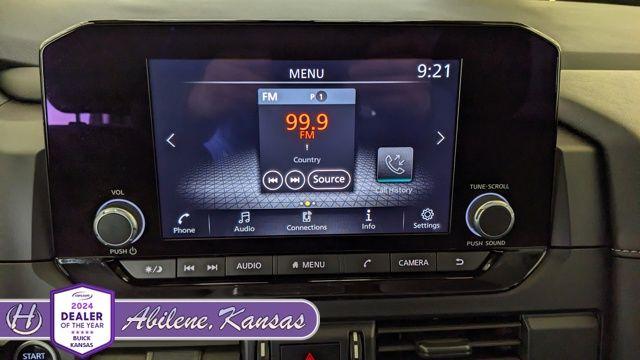 MENU
9:21
FM P 1
99.9
FM
!
Country
Source
Call History
VOL
TUNE·SCROLL
Phone
Audio
Connections
Info
Settings
PUSH
PUSH SOUND
AUDIO
MENU
CAMERA
H
2024
DEALER
OF THE YEAR
BUICK
KANSAS
Abilene, Kansas
START